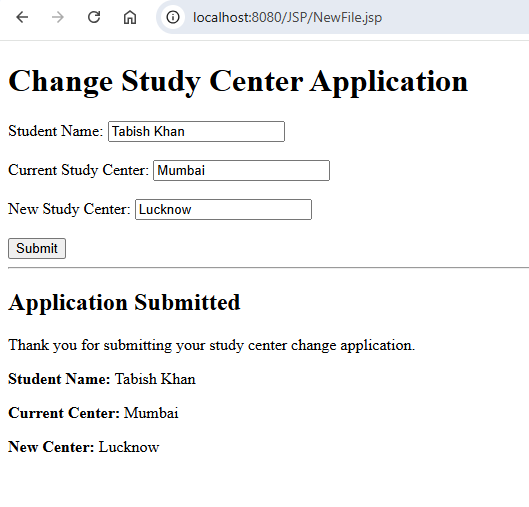 localhost:8080/JSP/NewFile.jsp
Change Study Center Application
Student Name: Tabish Khan
Current Study Center: Mumbai
New Study Center: Lucknow
Submit
Application Submitted
Thank you for submitting your study center change application.
Student Name: Tabish Khan
Current Center: Mumbai
New Center: Lucknow